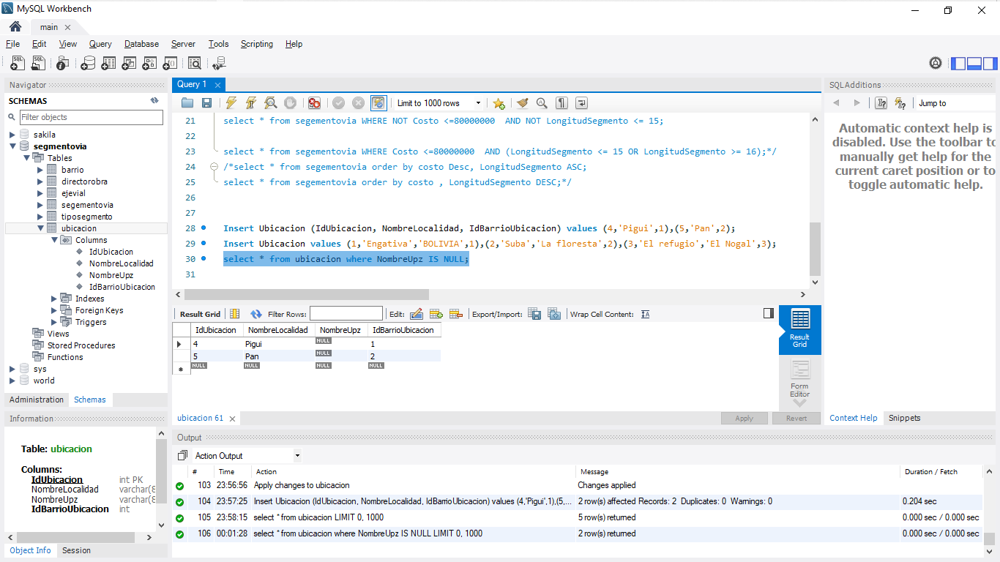 MySQL Workbench
main
File Edit View Query Database Server Tools Scripting Help
Navigator
SCHEMAS
Filter objects
sakila
segmentovia
Tables
barrio
directorobra
ejevial
segementovia
tiposegmento
ubicacion
Columns
IdUbicacion
NombreLocalidad
NombreUpz
IdBarrioUbicacion
Indexes
Foreign Keys
Triggers
Views
Stored Procedures
Functions
sys
world
Administration Schemas
Information
Table: ubicacion
Columns:
IdUbicacion int PK
NombreLocalidad varchar(8
NombreUpz varchar(8
IdBarrioUbicacion int
Object Info Session
Query 1
Limit to 1000 rows
21 select * from segementovia WHERE NOT Costo <=80000000  AND NOT LongitudSegmento <= 15;
22
23 select * from segementovia WHERE Costo <=80000000  AND (LongitudSegmento <= 15 OR LongitudSegmento >= 16);*/
24 /*select * from segementovia order by costo Desc, LongitudSegmento ASC;
25 select * from segementovia order by costo , LongitudSegmento DESC;*/
26
27
28 Insert Ubicacion (IdUbicacion, NombreLocalidad, IdBarrioUbicacion) values (4,'Pigui',1),(5,'Pan',2);
29 Insert Ubicacion values (1,'Engativa','BOLIVIA',1),(2,'Suba','La floresta',2),(3,'El refugio','El Nogal',3);
30 select * from ubicacion where NombreUpz IS NULL;
31
Result Grid Filter Rows: Edit: Export/Import: Wrap Cell Content:
IdUbicacion NombreLocalidad NombreUpz IdBarrioUbicacion
4 Pigui NULL 1
5 Pan NULL 2
NULL NULL NULL NULL
Result
Grid
Form
Editor
ubicacion 61
Apply Revert
Output
Action Output
# Time Action Message Duration / Fetch
103 23:56:56 Apply changes to ubicacion Changes applied
104 23:57:25 Insert Ubicacion (IdUbicacion, NombreLocalidad, IdBarrioUbicacion) values (4,'Pigui',1),(5,... 2 row(s) affected Records: 2  Duplicates: 0  Warnings: 0 0.204 sec
105 23:58:15 select * from ubicacion LIMIT 0, 1000 5 row(s) returned 0.000 sec / 0.000 sec
106 00:01:28 select * from ubicacion where NombreUpz IS NULL LIMIT 0, 1000 2 row(s) returned 0.000 sec / 0.000 sec
SQLAdditions
Jump to
Automatic context help is
disabled. Use the toolbar to
manually get help for the
current caret position or to
toggle automatic help.
Context Help Snippets